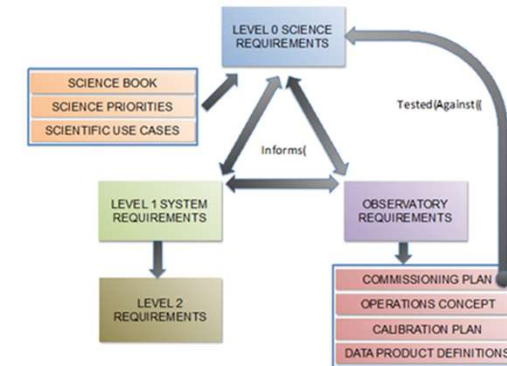 LEVEL 0 SCIENCE
REQUIREMENTS
SCIENCE BOOK
SCIENCE PRIORITIES
SCIENTIFIC USE CASES
Tested(Against((
Informs(
LEVEL 1 SYSTEM
REQUIREMENTS
OBSERVATORY
REQUIREMENTS
LEVEL 2
REQUIREMENTS
COMMISSIONING PLAN
OPERATIONS CONCEPT
CALIBRATION PLAN
DATA PRODUCT DEFINITIONS